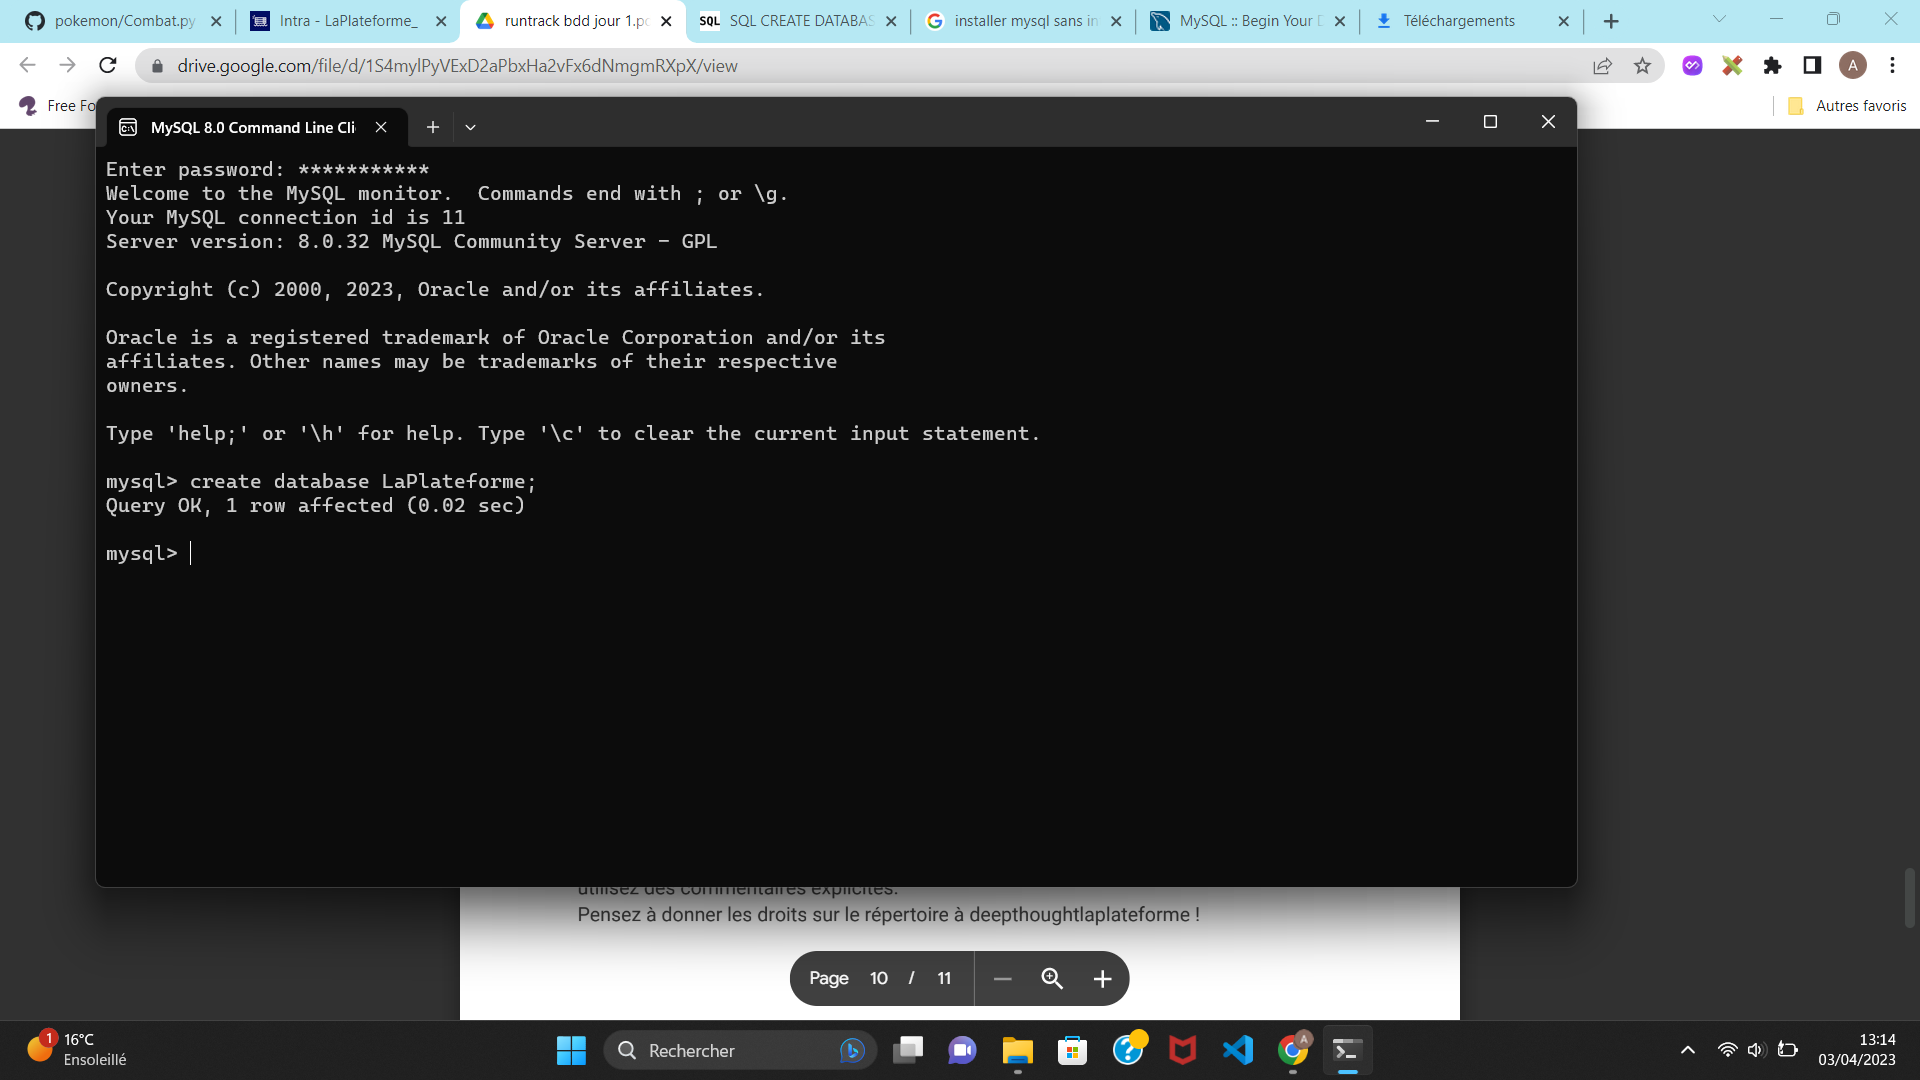 pokemon/Combat.py
Intra - LaPlateforme_
runtrack bdd jour 1.pd
SQL
SQL CREATE DATABAS
installer mysql sans in
MySQL :: Begin Your D
Téléchargements
drive.google.com/file/d/1S4mylPyVExD2aPbxHa2vFx6dNmgmRXpX/view
A
Free Fo
Autres favoris
MySQL 8.0 Command Line Cli
Enter password: ***********
Welcome to the MySQL monitor.  Commands end with ; or \g.
Your MySQL connection id is 11
Server version: 8.0.32 MySQL Community Server - GPL
Copyright (c) 2000, 2023, Oracle and/or its affiliates.
Oracle is a registered trademark of Oracle Corporation and/or its
affiliates. Other names may be trademarks of their respective
owners.
Type 'help;' or '\h' for help. Type '\c' to clear the current input statement.
mysql> create database LaPlateforme;
Query OK, 1 row affected (0.02 sec)
mysql>
utilisez des commentaires explicites.
Pensez à donner les droits sur le répertoire à deepthoughtlaplateforme !
Page 10 / 11
1
16°C
Ensoleillé
Rechercher
A
13:14
03/04/2023